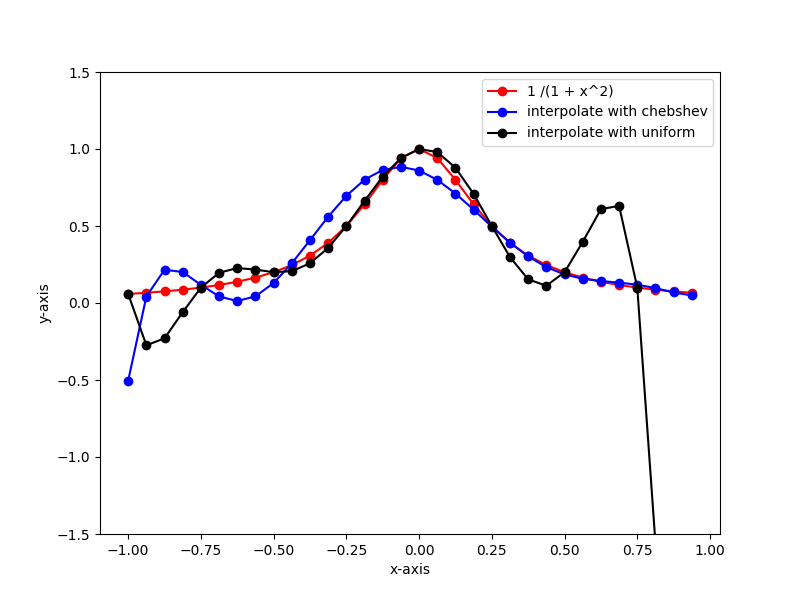 1 /(1 + x^2)
interpolate with chebshev
interpolate with uniform
1.5
1.0
0.5
0.0
−0.5
−1.0
−1.5
y-axis
−1.00 −0.75 −0.50 −0.25 0.00 0.25 0.50 0.75 1.00
x-axis